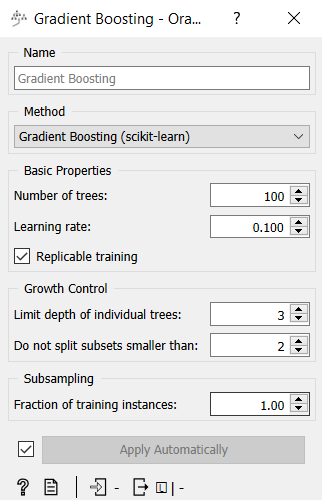 Gradient Boosting - Ora... ?
Name
Gradient Boosting
Method
Gradient Boosting (scikit-learn)
Basic Properties
Number of trees: 100
Learning rate: 0.100
Replicable training
Growth Control
Limit depth of individual trees: 3
Do not split subsets smaller than: 2
Subsampling
Fraction of training instances: 1.00
Apply Automatically
? - | -